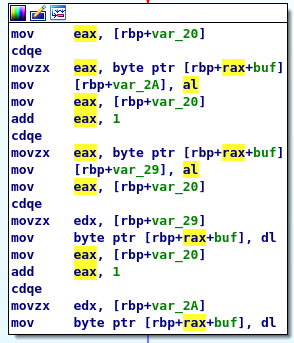 mov eax, [rbp+var_20]
cdqe
movzx eax, byte ptr [rbp+rax+buf]
mov [rbp+var_2A], al
mov eax, [rbp+var_20]
add eax, 1
cdqe
movzx eax, byte ptr [rbp+rax+buf]
mov [rbp+var_29], al
mov eax, [rbp+var_20]
cdqe
movzx edx, [rbp+var_29]
mov byte ptr [rbp+rax+buf], dl
mov eax, [rbp+var_20]
add eax, 1
cdqe
movzx edx, [rbp+var_2A]
mov byte ptr [rbp+rax+buf], dl